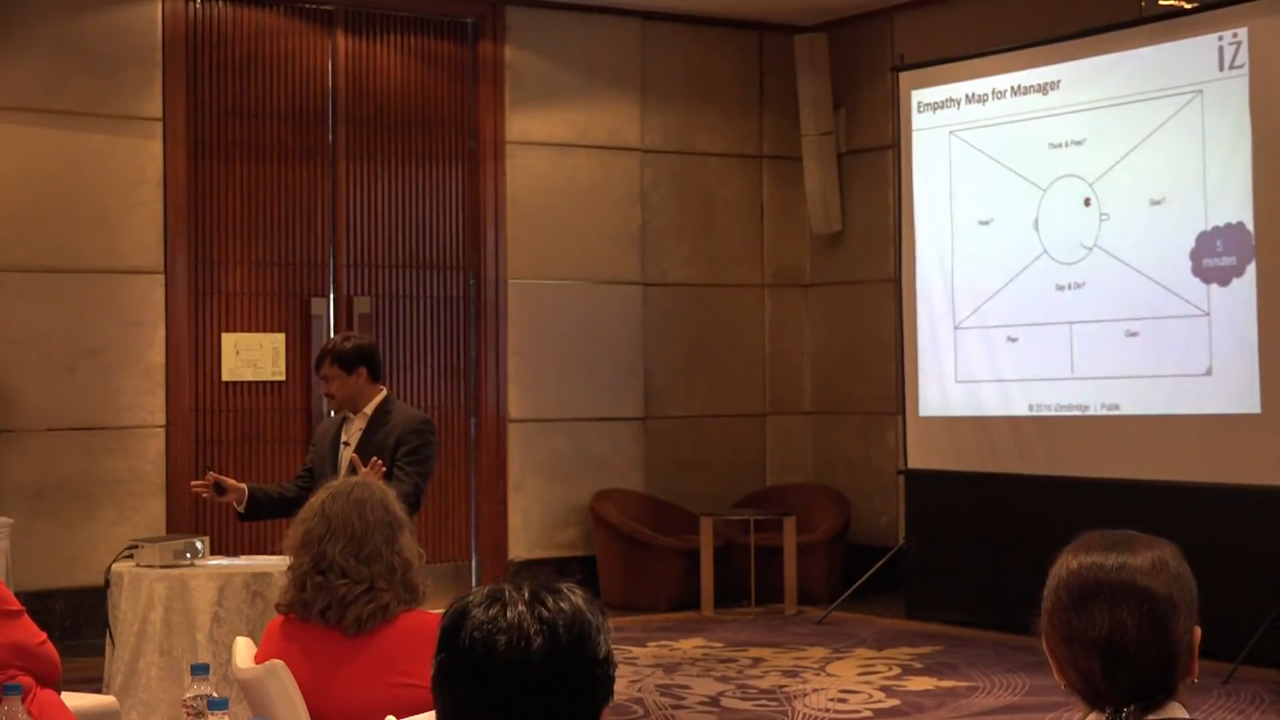 iZ
Empathy Map for Manager
Think & Feel?
Hear?
See?
5
minutes
Say & Do?
Pain
Gain
© 2016 iZenBridge | Public